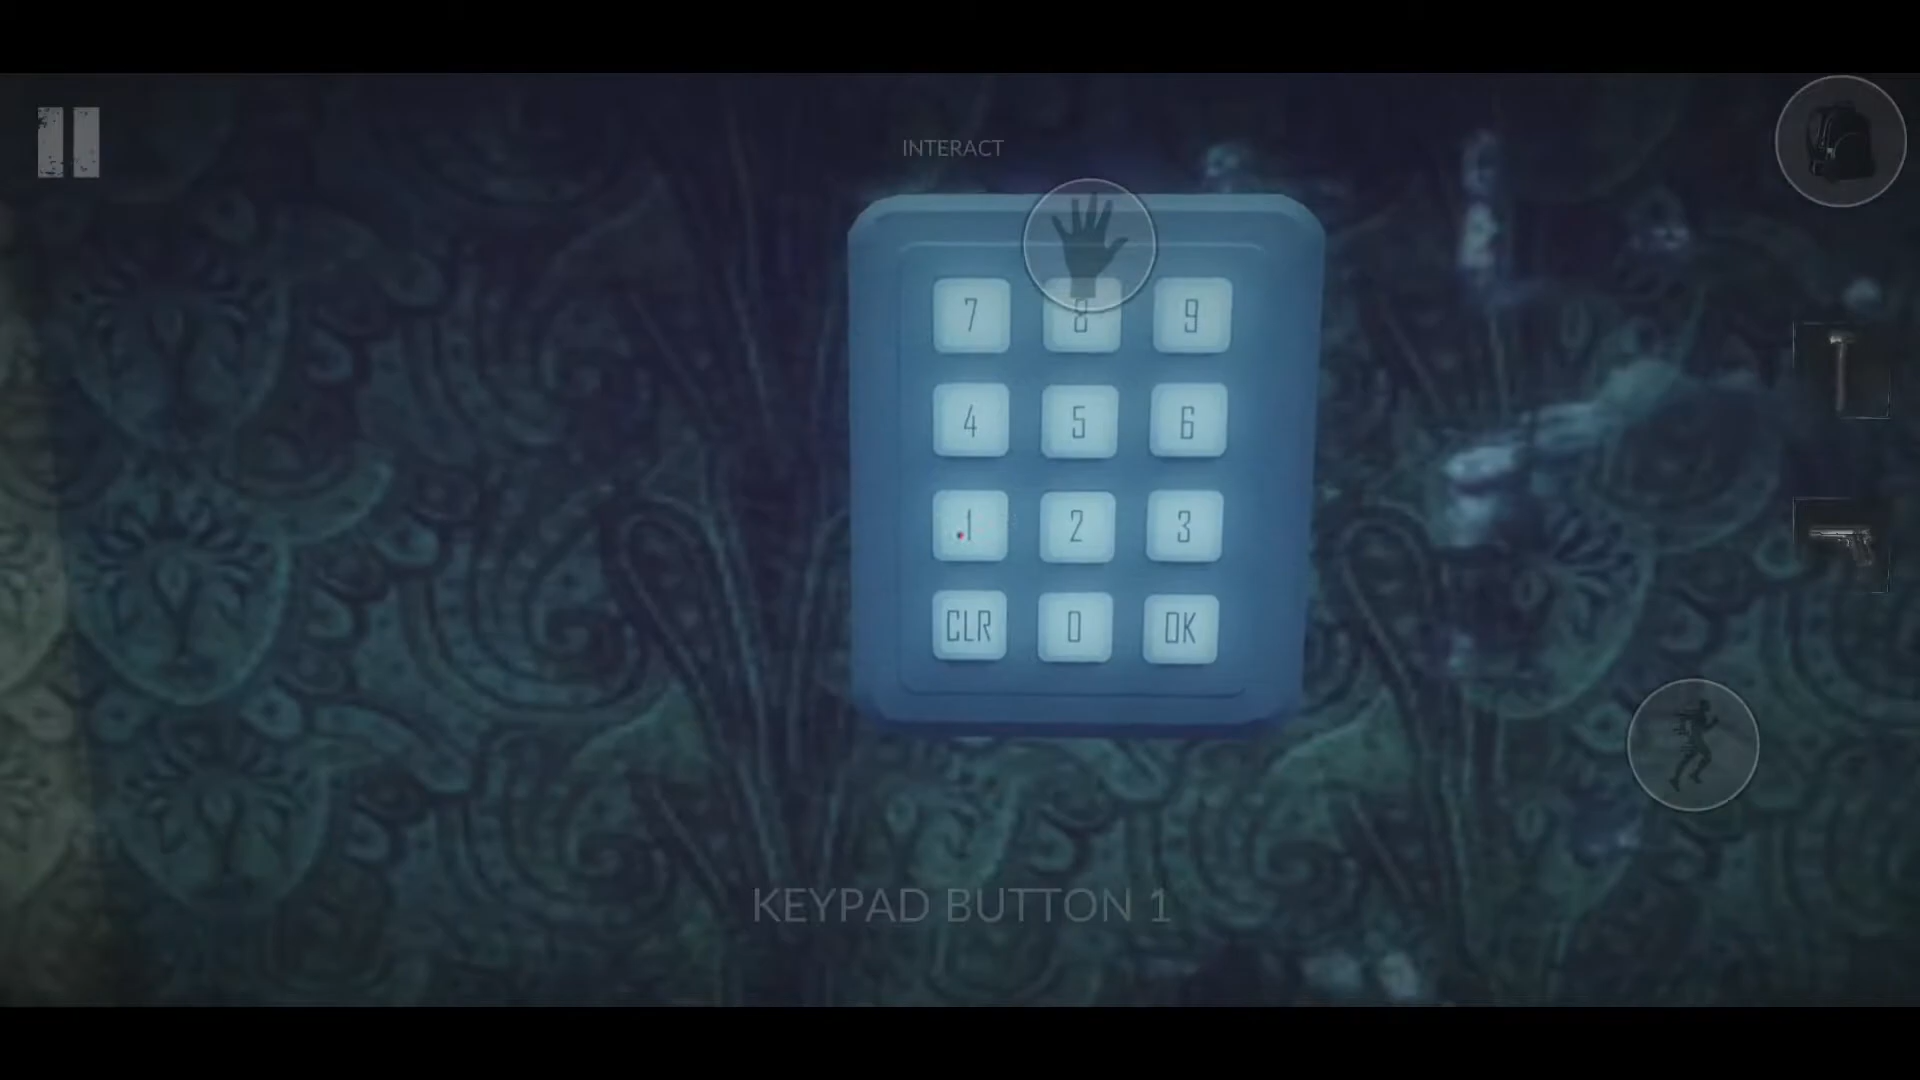 INTERACT
7 8 9
4 5 6
1 2 3
CLR 0 OK
KEYPAD BUTTON 1